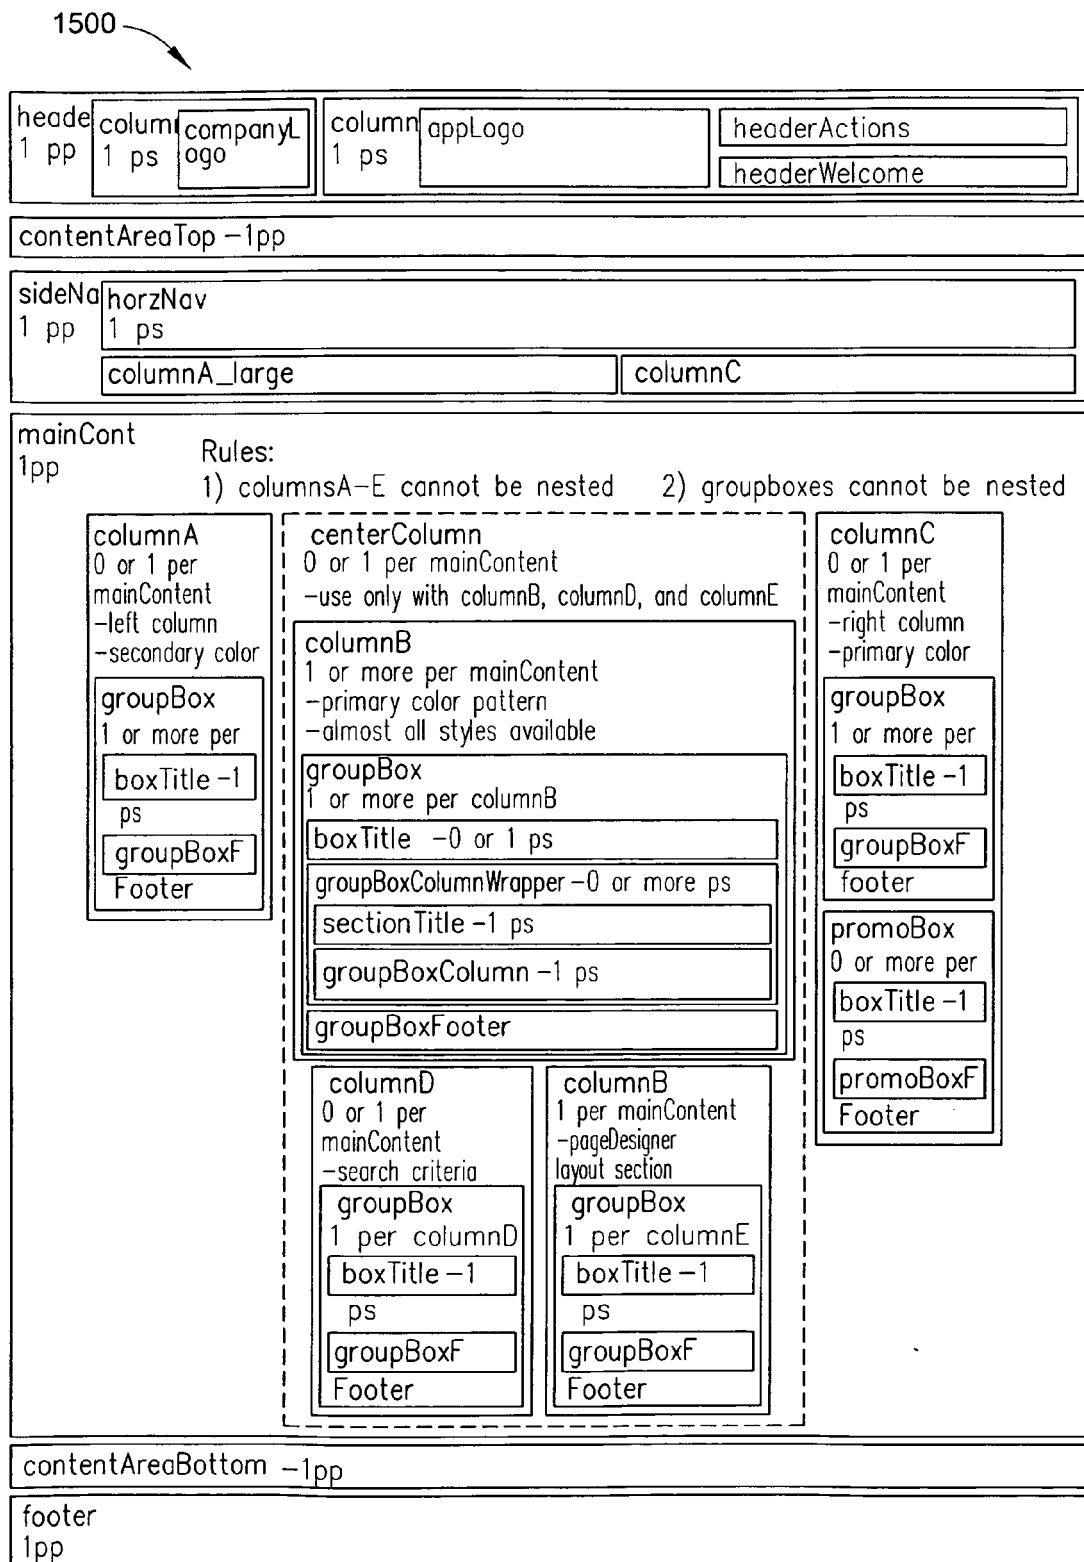 1500
heade
1 pp
colum
1 ps
companyL
ogo
column
1 ps
appLogo
headerActions
headerWelcome
contentAreaTop -1pp
sideNa
1 pp
horzNav
1 ps
columnA_large
columnC
mainCont
1pp
Rules:
1) columnsA-E cannot be nested 2) groupboxes cannot be nested
columnA
0 or 1 per
mainContent
-left column
-secondary color
groupBox
1 or more per
boxTitle -1
ps
groupBoxF
Footer
centerColumn
0 or 1 per mainContent
-use only with columnB, columnD, and columnE
columnB
1 or more per mainContent
-primary color pattern
-almost all styles available
groupBox
1 or more per columnB
boxTitle -0 or 1 ps
groupBoxColumnWrapper -0 or more ps
sectionTitle -1 ps
groupBoxColumn -1 ps
groupBoxFooter
columnD
0 or 1 per
mainContent
-search criteria
groupBox
1 per columnD
boxTitle -1
ps
groupBoxF
Footer
columnB
1 per mainContent
-pageDesigner
layout section
groupBox
1 per columnE
boxTitle -1
ps
groupBoxF
Footer
columnC
0 or 1 per
mainContent
-right column
-primary color
groupBox
1 or more per
boxTitle -1
ps
groupBoxF
footer
promoBox
0 or more per
boxTitle -1
ps
promoBoxF
Footer
contentAreaBottom -1pp
footer
1pp